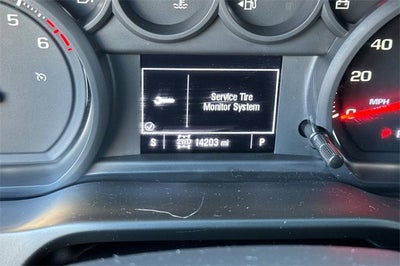 5
6
Service Tire
Monitor System
S
14203 mi
P
40
20
MPH